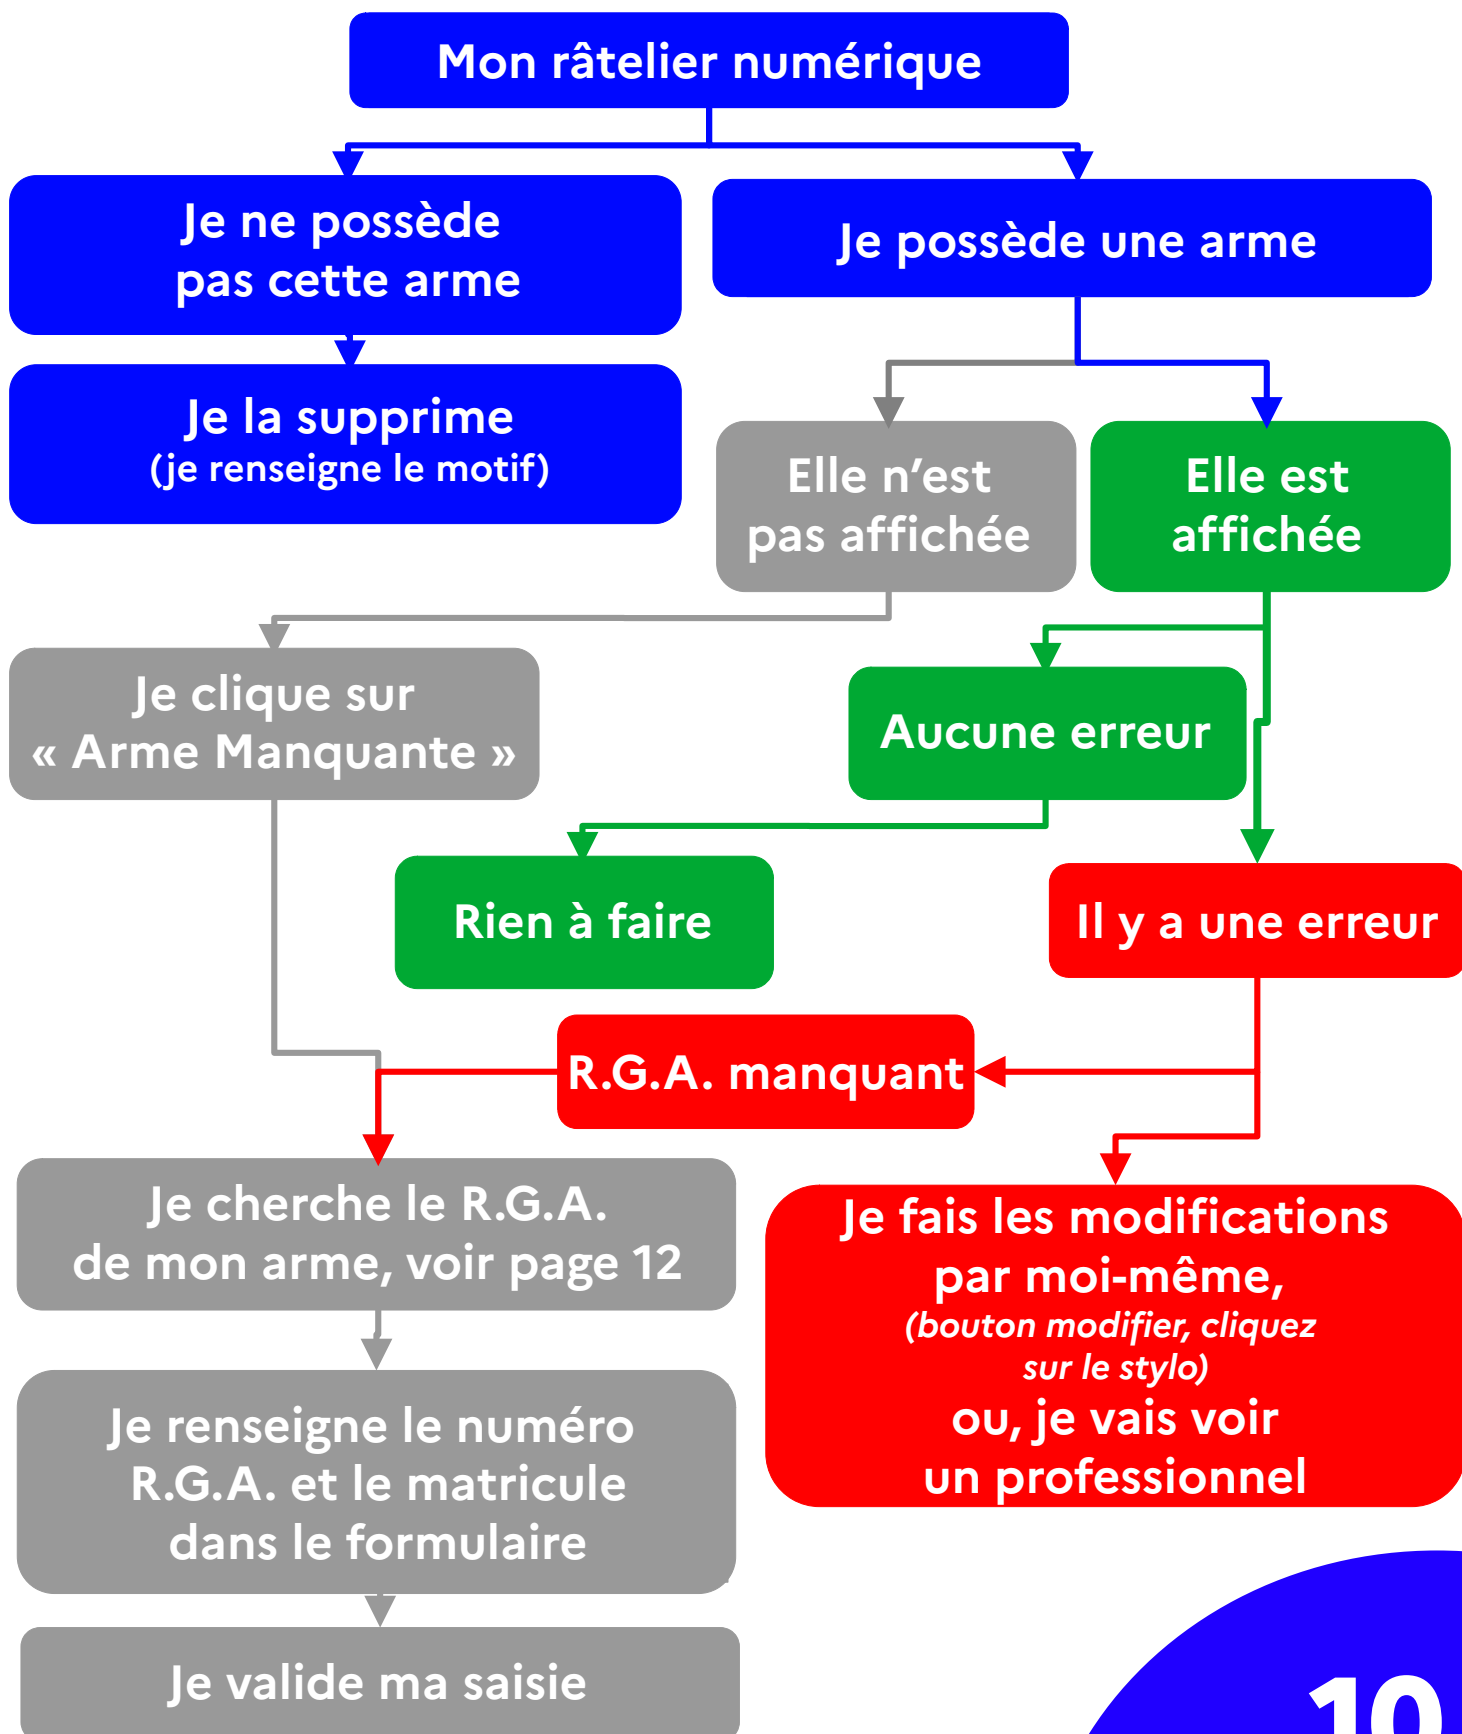 Mon râtelier numérique
Je ne possède
pas cette arme
Je possède une arme
Je la supprime
(je renseigne le motif)
Elle n’est
pas affichée
Elle est
affichée
Je clique sur
« Arme Manquante »
Aucune erreur
Rien à faire
Il y a une erreur
R.G.A. manquant
Je cherche le R.G.A.
de mon arme, voir page 12
Je fais les modifications
par moi-même,
(bouton modifier, cliquez
sur le stylo)
ou, je vais voir
un professionnel
Je renseigne le numéro
R.G.A. et le matricule
dans le formulaire
Je valide ma saisie
10